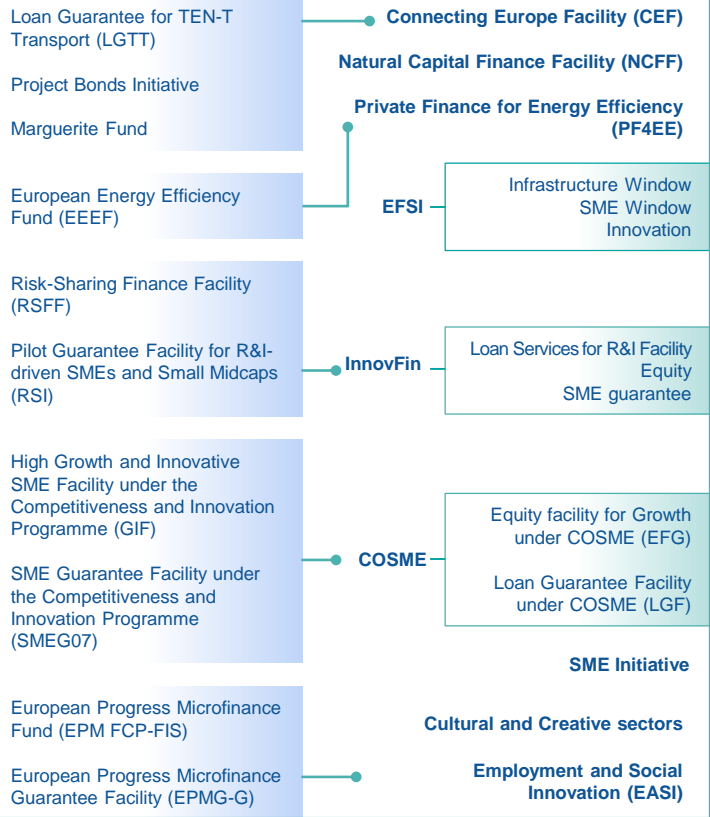 Loan Guarantee for TEN-T
Transport (LGTT)
Project Bonds Initiative
Marguerite Fund
European Energy Efficiency
Fund (EEEF)
Risk-Sharing Finance Facility
(RSFF)
Pilot Guarantee Facility for R&I-
driven SMEs and Small Midcaps
(RSI)
High Growth and Innovative
SME Facility under the
Competitiveness and Innovation
Programme (GIF)
SME Guarantee Facility under
the Competitiveness and
Innovation Programme
(SMEG07)
European Progress Microfinance
Fund (EPM FCP-FIS)
European Progress Microfinance
Guarantee Facility (EPMG-G)
Connecting Europe Facility (CEF)
Natural Capital Finance Facility (NCFF)
Private Finance for Energy Efficiency
(PF4EE)
EFSI
Infrastructure Window
SME Window
Innovation
InnovFin
Loan Services for R&I Facility
Equity
SME guarantee
COSME
Equity facility for Growth
under COSME (EFG)
Loan Guarantee Facility
under COSME (LGF)
SME Initiative
Cultural and Creative sectors
Employment and Social
Innovation (EASI)